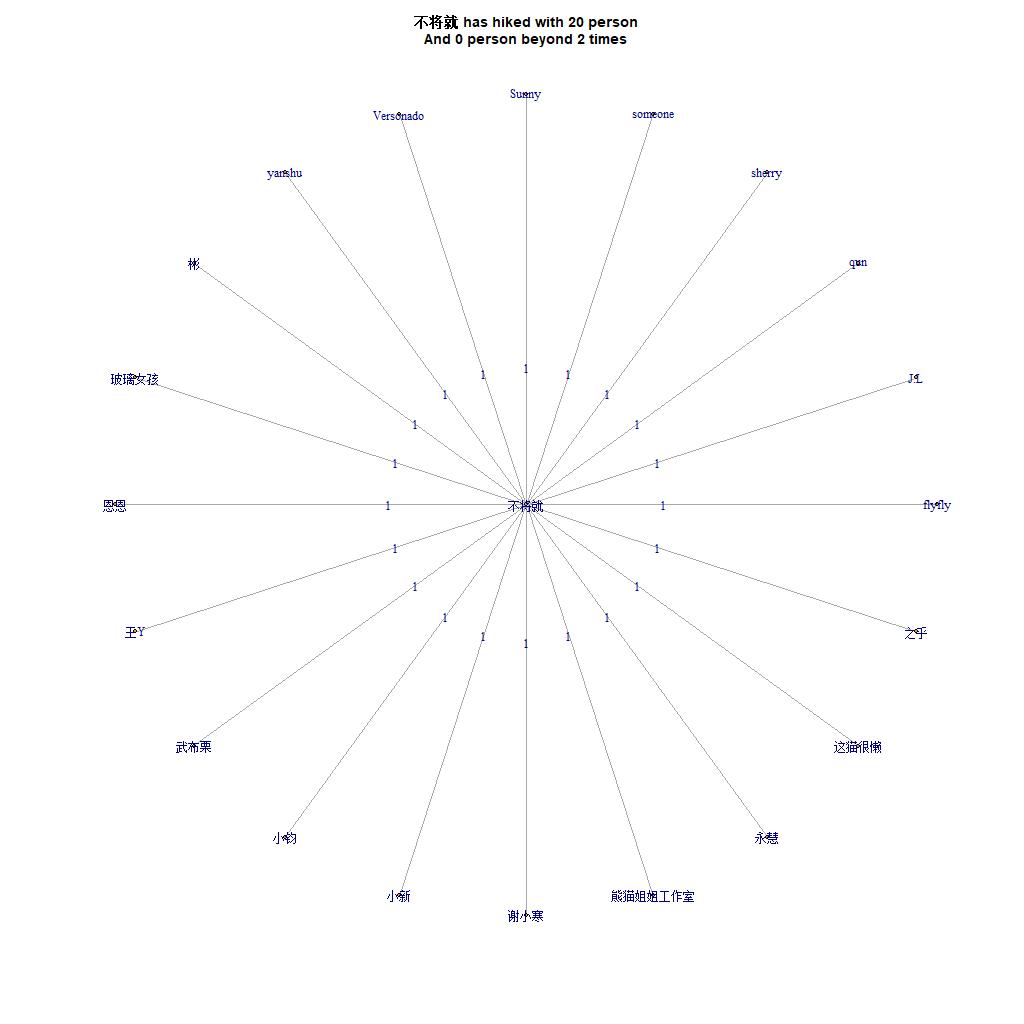 不将就 has hiked with 20 person
And 0 person beyond 2 times
Sunny
Versonado
someone
yanshu
sherry
彬
qun
玻璃女孩
J.L
1
1
1
1
1
1
1
1
1
恩恩
1
不将就
1
flyfly
1
1
1
1
1
1
1
1
1
王Y
之乎
武布栗
这猫很懒
小钧
永慧
小新
熊猫姐姐工作室
谢小寒